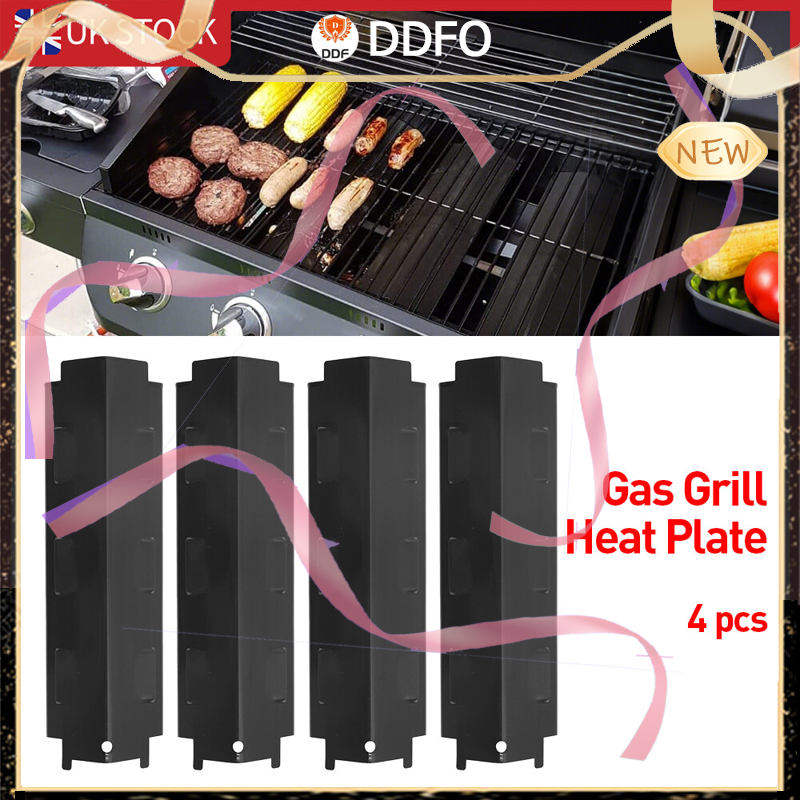 UK STOCK
DDF
DDFO
NEW
Gas Grill
Heat Plate
4 pcs